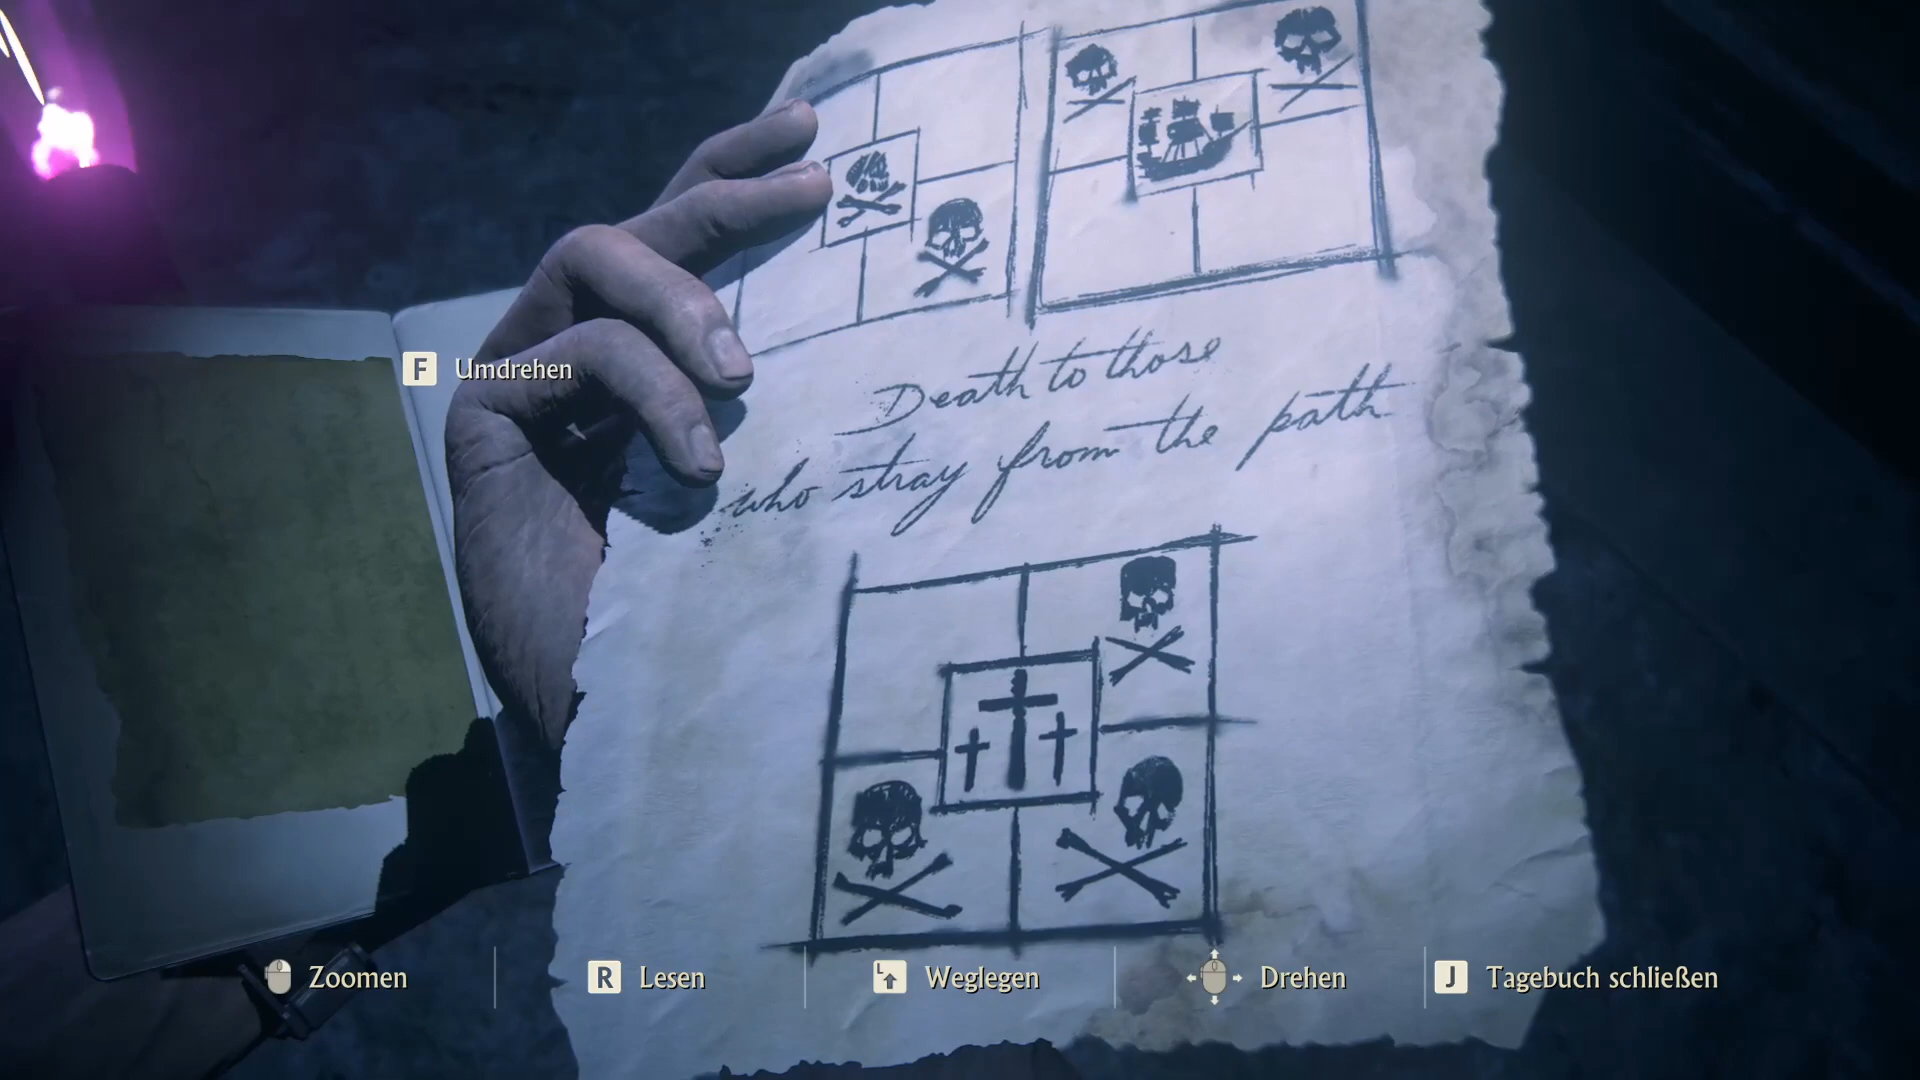 Death to those
who stray from the path
F Umdrehen
Zoomen
R Lesen
L Weglegen
Drehen
J Tagebuch schließen